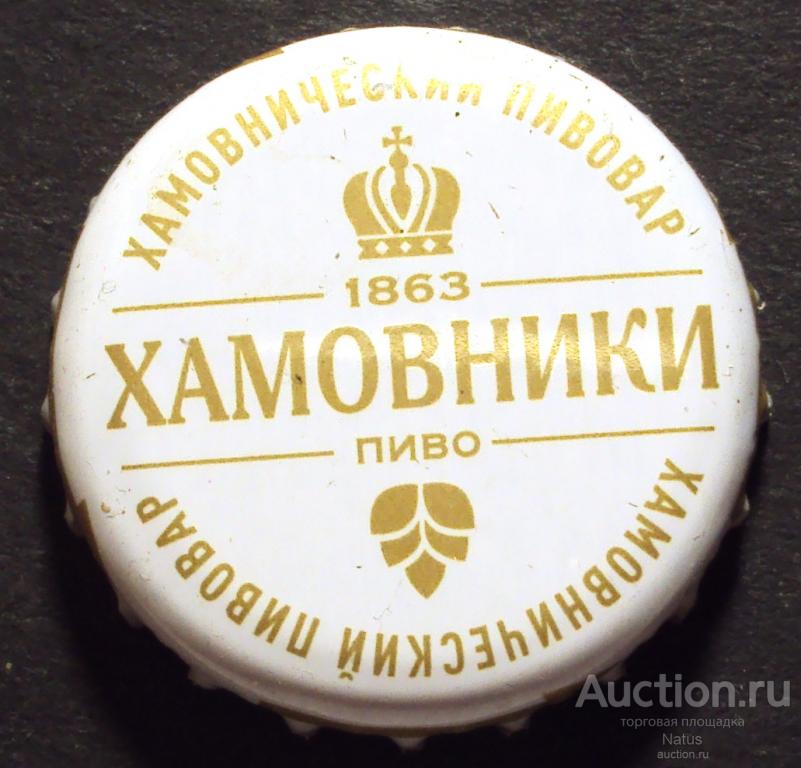 ХАМОВНИЧЕСКИЙ ПИВОВАР
1863
ХАМОВНИКИ
ПИВО
ХАМОВНИЧЕСКИЙ ПИВОВАР
Auction.ru
торговая площадка
Natus
auction.ru